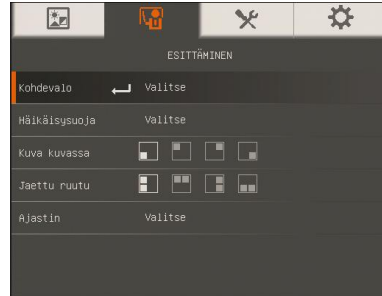 ESITTÄMINEN
Kohdevalo Valitse
Häikäisysuoja Valitse
Kuva kuvassa
Jaettu ruutu
Ajastin Valitse